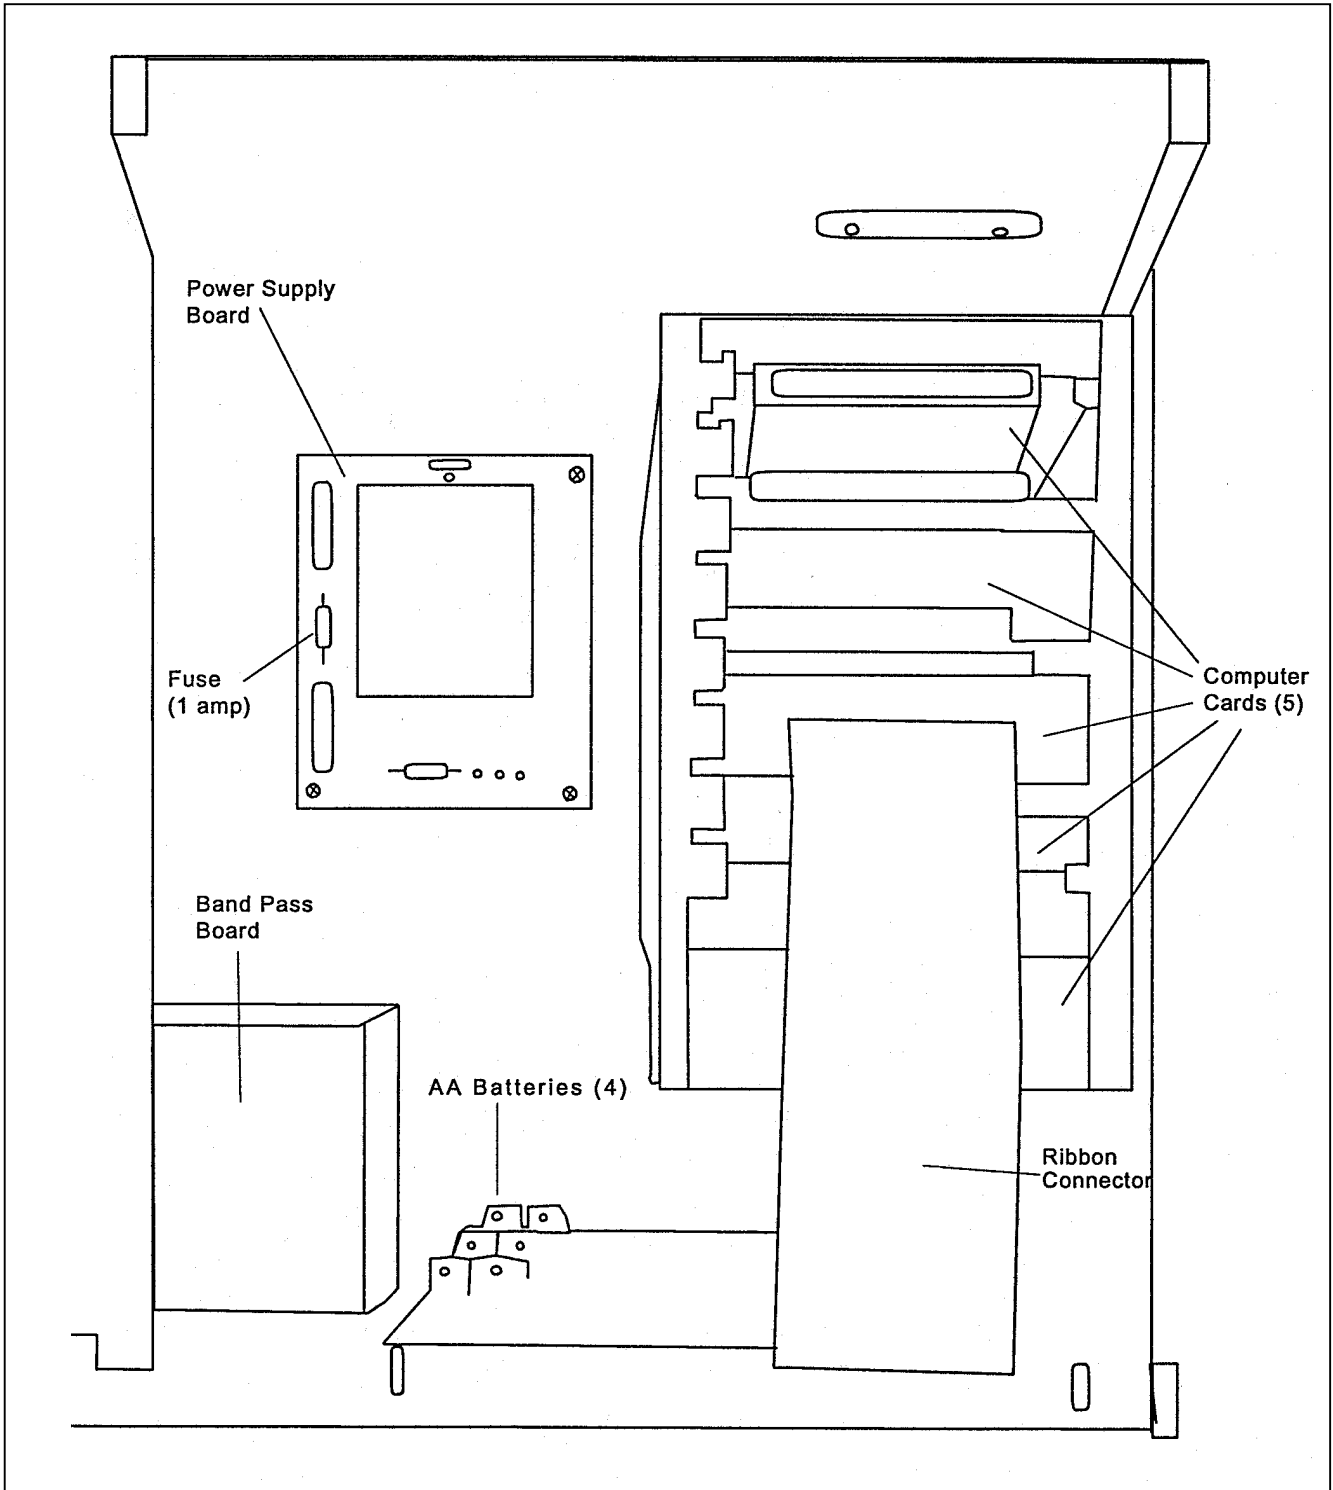 Power Supply
Board
Fuse
(1 amp)
Computer
Cards (5)
Band Pass
Board
AA Batteries (4)
Ribbon
Connector